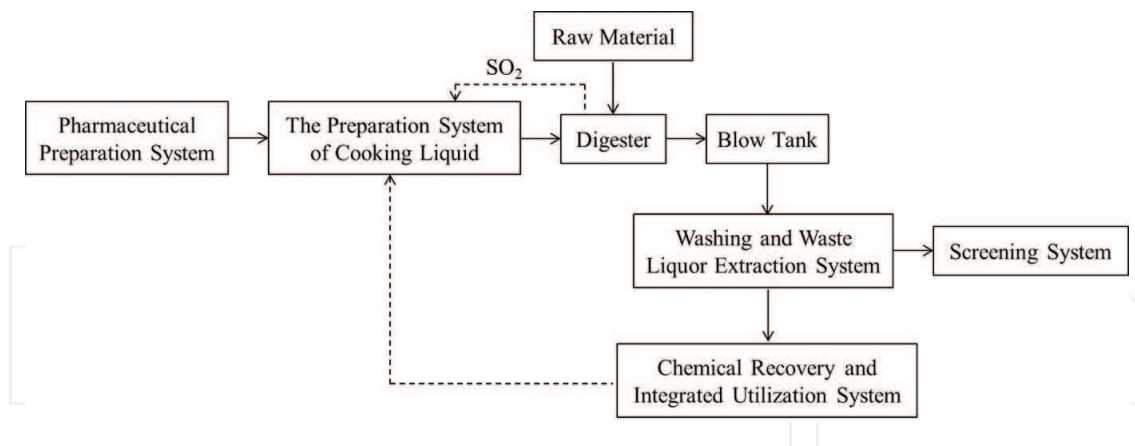 Raw Material
SO₂
Pharmaceutical
Preparation System
The Preparation System
of Cooking Liquid
Digester
Blow Tank
Washing and Waste
Liquor Extraction System
Screening System
Chemical Recovery and
Integrated Utilization System